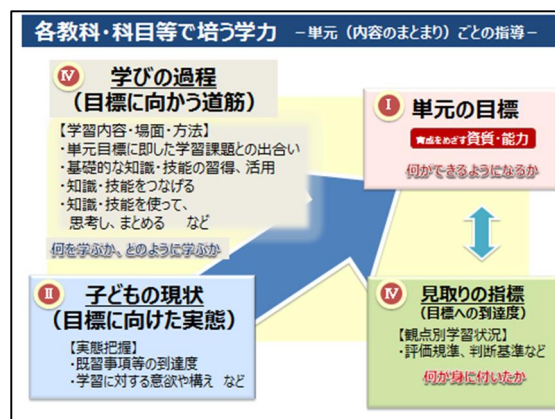 各教科・科目等で培う学力 －単元（内容のまとまり）ごとの指導－
Ⅳ 学びの過程
（目標に向かう道筋）
【学習内容・場面・方法】
・単元目標に即した学習課題との出合い
・基礎的な知識・技能の習得、活用
・知識・技能をつなげる
・知識・技能を使って、
思考し、まとめる など
何を学ぶか、どのように学ぶか
Ⅰ 単元の目標
育成をめざす資質・能力
何ができるようになるか
Ⅱ 子どもの現状
（目標に向けた実態）
【実態把握】
・既習事項等の到達度
・学習に対する意欲や構え など
Ⅳ 見取りの指標
（目標への到達度）
【観点別学習状況】
・評価規準、判断基準など
何が身に付いたか